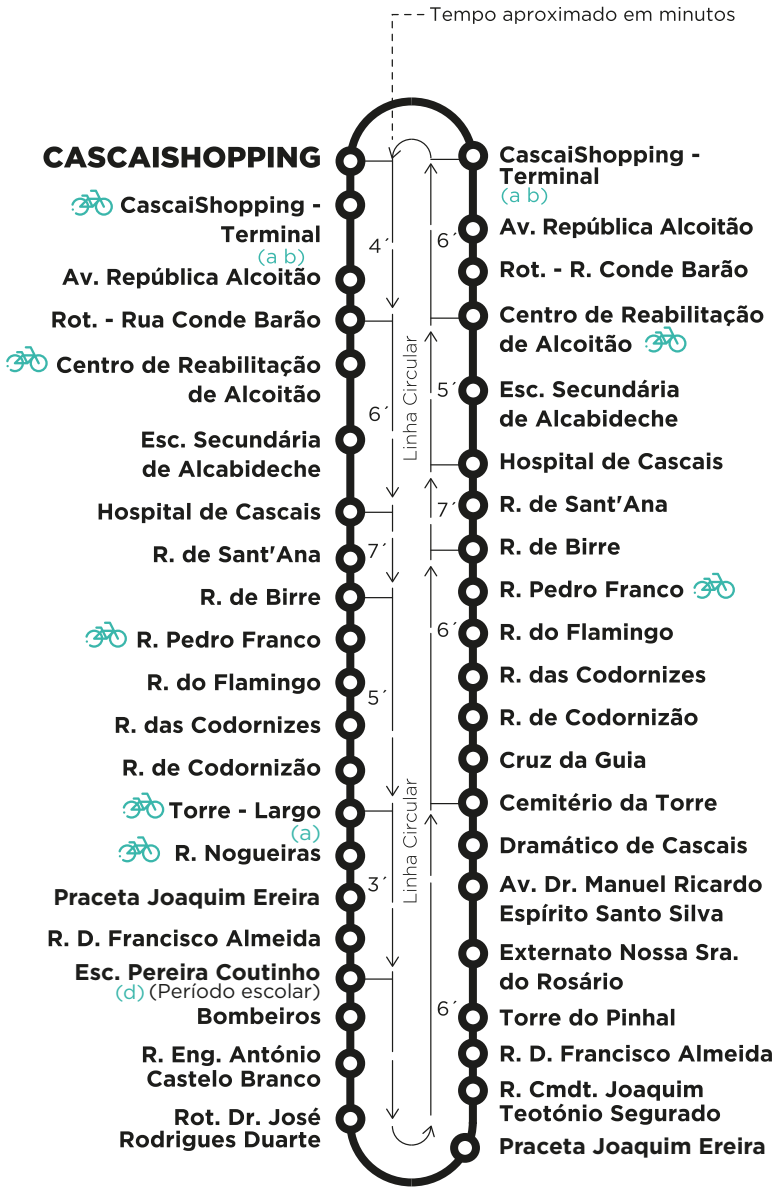 Tempo aproximado em minutos
CASCAISHOPPING
CascaiShopping -
Terminal
(a b)
Av. República Alcoitão
Rot. - Rua Conde Barão
Centro de Reabilitação
de Alcoitão
Esc. Secundária
de Alcabideche
Hospital de Cascais
R. de Sant'Ana
R. de Birre
R. Pedro Franco
R. do Flamingo
R. das Codornizes
R. de Codornizão
Torre - Largo
(a)
R. Nogueiras
Praceta Joaquim Ereira
R. D. Francisco Almeida
Esc. Pereira Coutinho
(d) (Período escolar)
Bombeiros
R. Eng. António
Castelo Branco
Rot. Dr. José
Rodrigues Duarte
4´
6´
7´
5´
3´
Linha Circular
Linha Circular
6´
5´
7´
6´
6´
CascaiShopping -
Terminal
(a b)
Av. República Alcoitão
Rot. - R. Conde Barão
Centro de Reabilitação
de Alcoitão
Esc. Secundária
de Alcabideche
Hospital de Cascais
R. de Sant'Ana
R. de Birre
R. Pedro Franco
R. do Flamingo
R. das Codornizes
R. de Codornizão
Cruz da Guia
Cemitério da Torre
Dramático de Cascais
Av. Dr. Manuel Ricardo
Espírito Santo Silva
Externato Nossa Sra.
do Rosário
Torre do Pinhal
R. D. Francisco Almeida
R. Cmdt. Joaquim
Teotónio Segurado
Praceta Joaquim Ereira